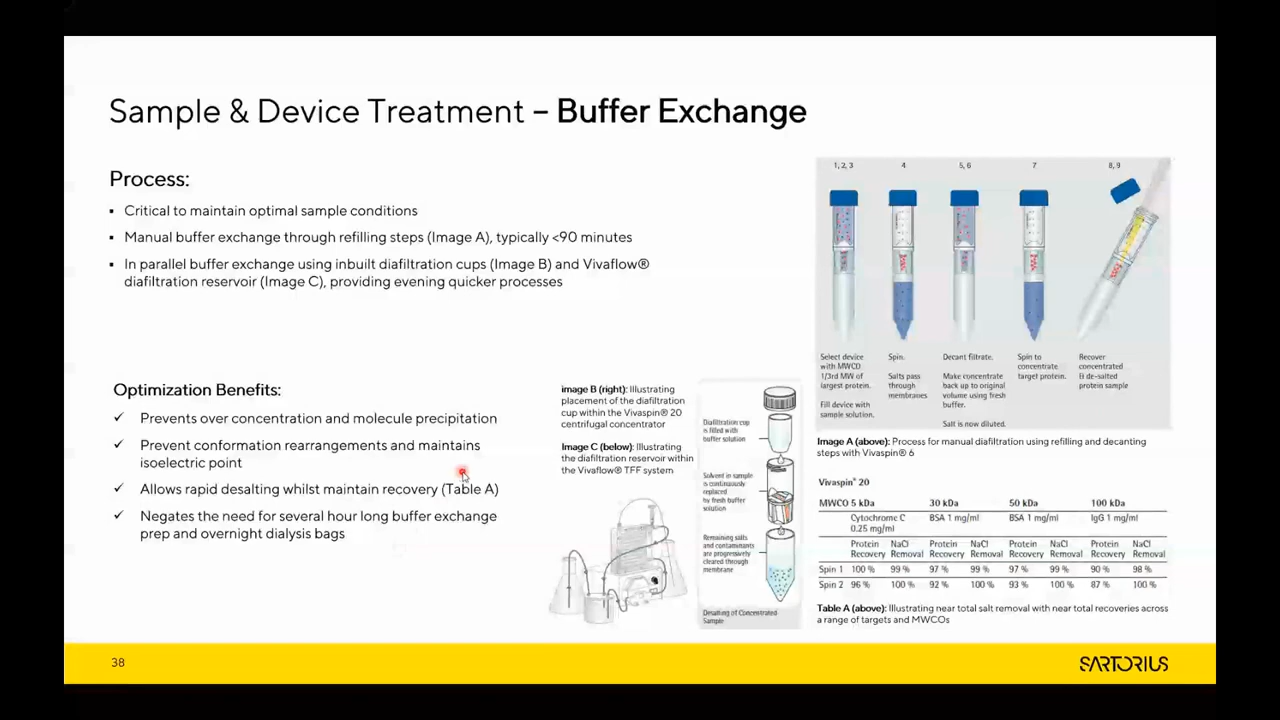 Sample & Device Treatment – Buffer Exchange
Process:
▪ Critical to maintain optimal sample conditions
▪ Manual buffer exchange through refilling steps (Image A), typically <90 minutes
▪ In parallel buffer exchange using inbuilt diafiltration cups (Image B) and Vivaflow®
diafiltration reservoir (Image C), providing evening quicker processes
Optimization Benefits:
✓ Prevents over concentration and molecule precipitation
✓ Prevent conformation rearrangements and maintains
isoelectric point
✓ Allows rapid desalting whilst maintain recovery (Table A)
✓ Negates the need for several hour long buffer exchange
prep and overnight dialysis bags
image B (right): Illustrating
placement of the diafiltration
cup within the Vivaspin® 20
centrifugal concentrator
Image C (below): Illustrating
the diafiltration reservoir within
the Vivaflow® TFF system
Diafiltration cup
is filled with
buffer solution
Solvent in sample
is continuously
replaced
by fresh buffer
solution
Remaining salts
and contaminants
are progressively
cleared through
membrane
Desalting of Concentrated
Sample
1, 2, 3 4 5, 6 7 8, 9
Select device
with MWCO
1/3rd MW of
largest protein.
Fill device with
sample solution.
Spin.
Salts pass
through
membranes
Decant filtrate.
Make concentrate
back up to original
volume using fresh
buffer.
Salt is now diluted.
Spin to
concentrate
target protein.
Recover
concentrated
& de-salted
protein sample
Image A (above): Process for manual diafiltration using refilling and decanting
steps with Vivaspin® 6
Vivaspin® 20
MWCO 5 kDa 30 kDa 50 kDa 100 kDa
Cytochrome C BSA 1 mg/ml BSA 1 mg/ml IgG 1 mg/ml
0.25 mg/ml
Protein NaCl Protein NaCl Protein NaCl Protein NaCl
Recovery Removal Recovery Removal Recovery Removal Recovery Removal
Spin 1 100 % 99 % 97 % 99 % 97 % 99 % 90 % 98 %
Spin 2 96 % 100 % 92 % 100 % 93 % 100 % 87 % 100 %
Table A (above): Illustrating near total salt removal with near total recoveries across
a range of targets and MWCOs
38
SARTORIUS